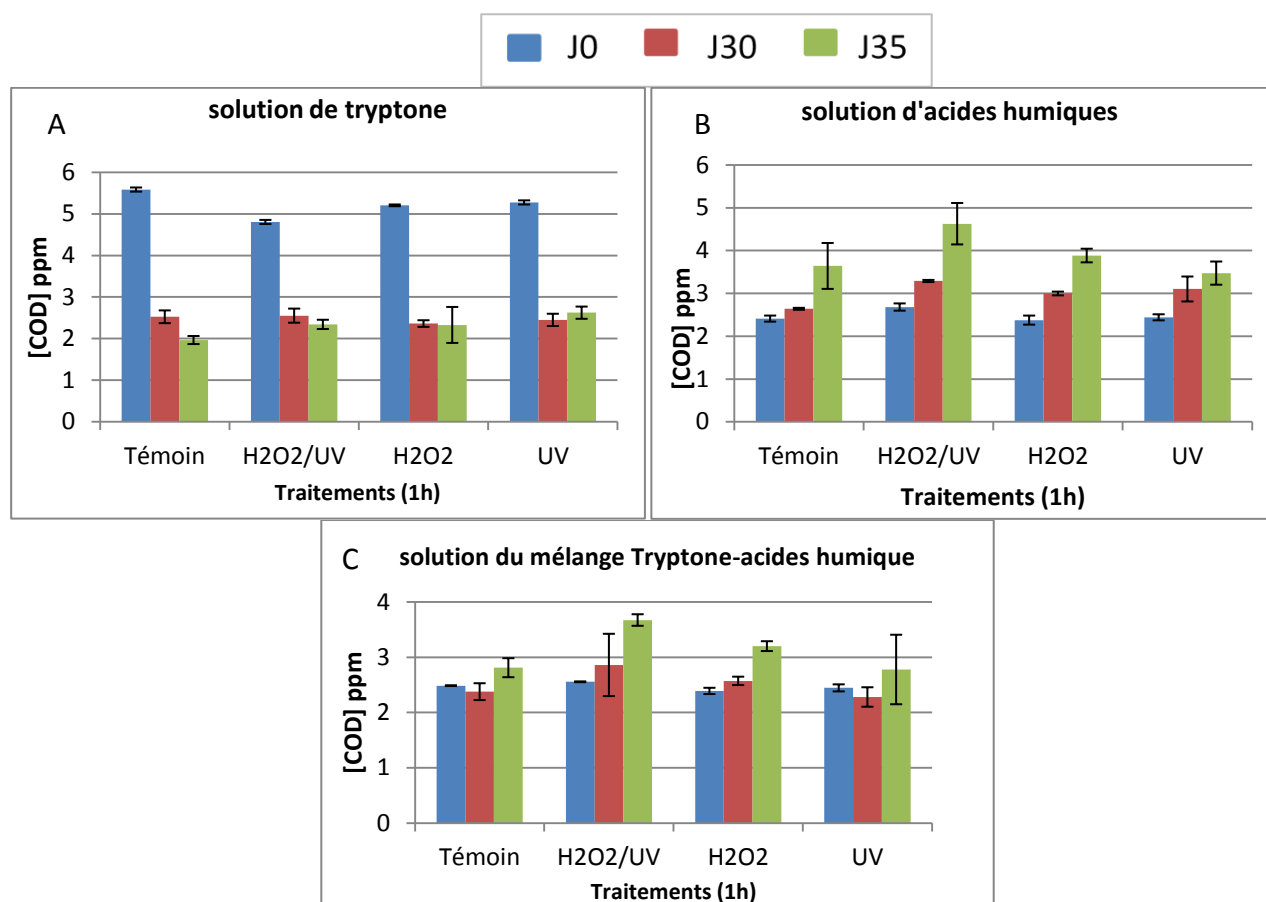 J0 J30 J35
A
solution de tryptone
[COD] ppm
6
5
4
3
2
1
0
Témoin H2O2/UV H2O2 UV
Traitements (1h)
B
solution d'acides humiques
[COD] ppm
6
5
4
3
2
1
0
Témoin H2O2/UV H2O2 UV
Traitements (1h)
C
solution du mélange Tryptone-acides humique
[COD] ppm
4
3
2
1
0
Témoin H2O2/UV H2O2 UV
Traitements (1h)